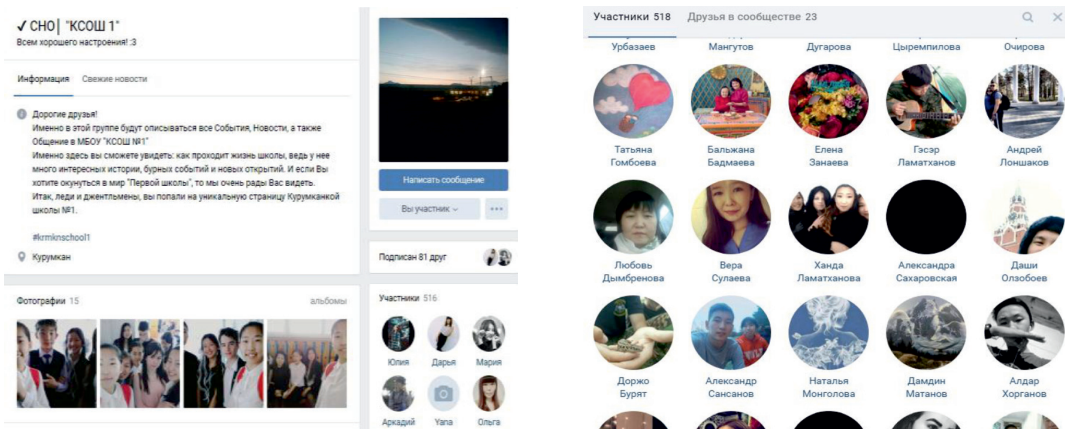 ✓ СНО| "КСОШ 1"
Всем хорошего настроения! :3
Информация Свежие новости
Дорогие друзья!
Именно в этой группе будут описываться все События, Новости, а также
Общение в МБОУ "КСОШ №1"
Именно здесь вы сможете увидеть: как проходит жизнь школы, ведь у нее
много интересных истории, бурных событий и новых открытий. И если Вы
хотите окунуться в мир "Первой школы", то мы очень рады Вас видеть.
Итак, леди и джентльмены, вы попали на уникальную страницу Курумканкой
школы №1.
#krmknschool1
Курумкан
Фотографии 15 альбомы
Написать сообщение
Вы участник
Подписан 81 друг
Участники 516
Юлия Дарья Мария
Аркадий Yana Ольга
Участники 518 Друзья в сообществе 23
Урбазаев Мангутов Дугарова Цыремпилова Очирова
Татьяна Бальжана Елена Гэсэр Андрей
Гомбоева Бадмаева Занаева Ламатханов Лоншаков
Любовь Вера Ханда Александра Даши
Дымбренова Сулаева Ламатханова Сахаровская Олзобоев
Доржо Александр Наталья Дамдин Алдар
Бурят Сансанов Монголова Матанов Хорганов